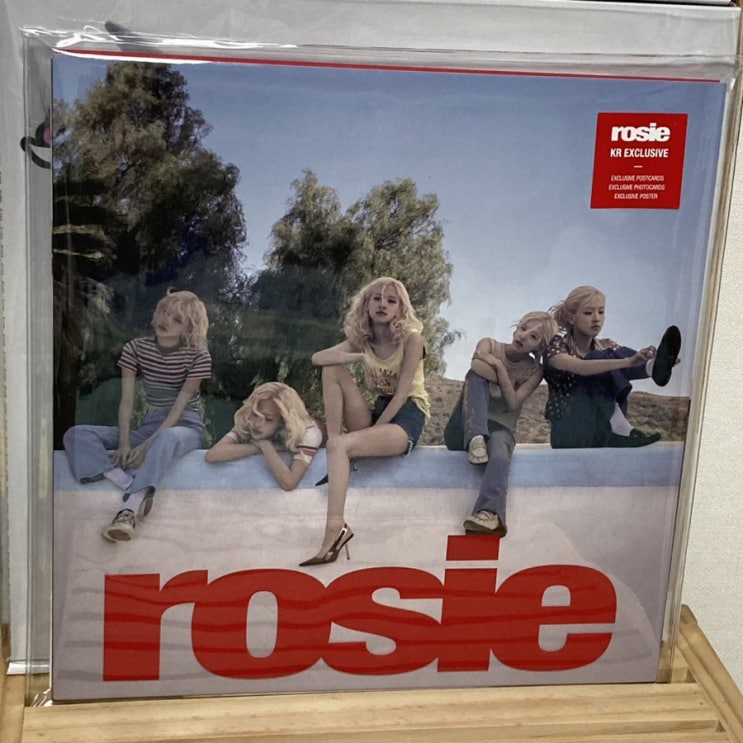 rosie
KR EXCLUSIVE
EXCLUSIVE POSTCARDS
EXCLUSIVE PHOTOCARDS
EXCLUSIVE POSTER
rosie